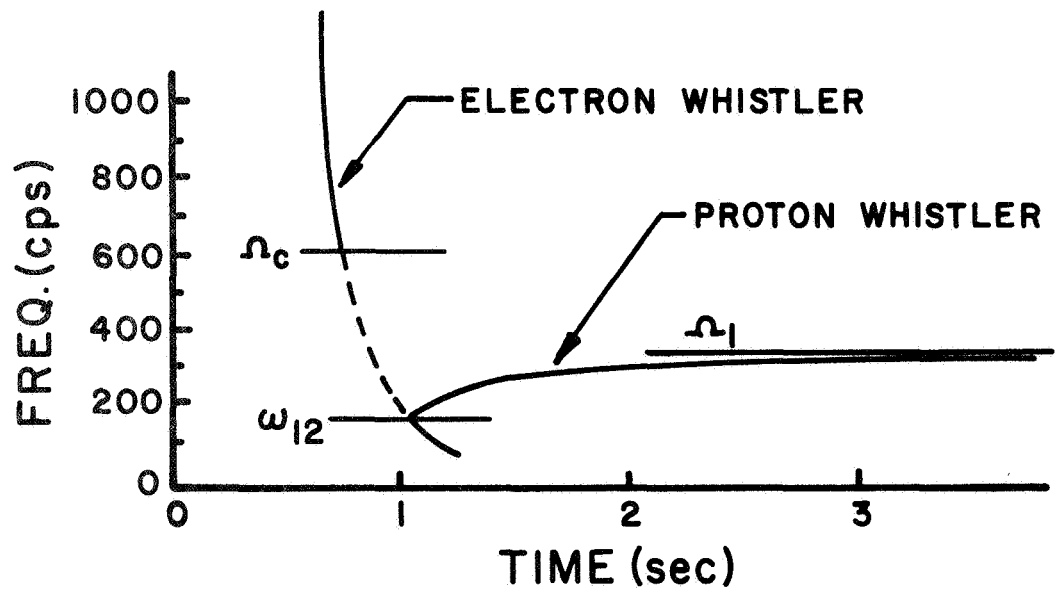 1000
800
600
400
200
0
FREQ. (cps)
ELECTRON WHISTLER
PROTON WHISTLER
Ωc
Ω1
ω12
0 1 2 3
TIME (sec)